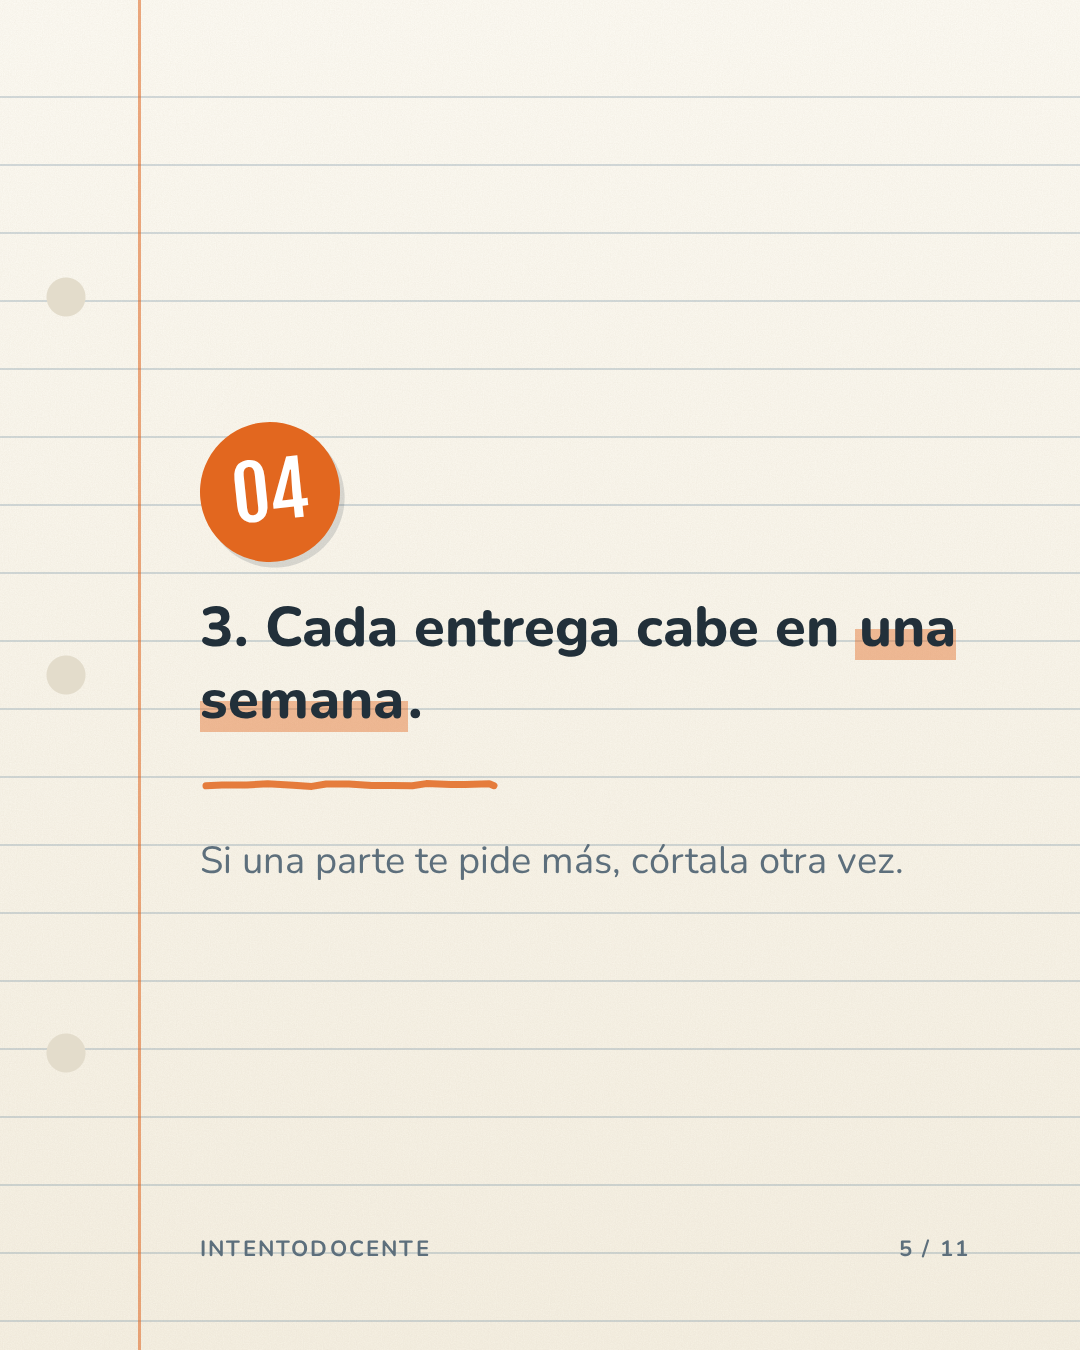 04
3. Cada entrega cabe en una
semana.
Si una parte te pide más, córtala otra vez.
INTENTODOCENTE
5 / 11